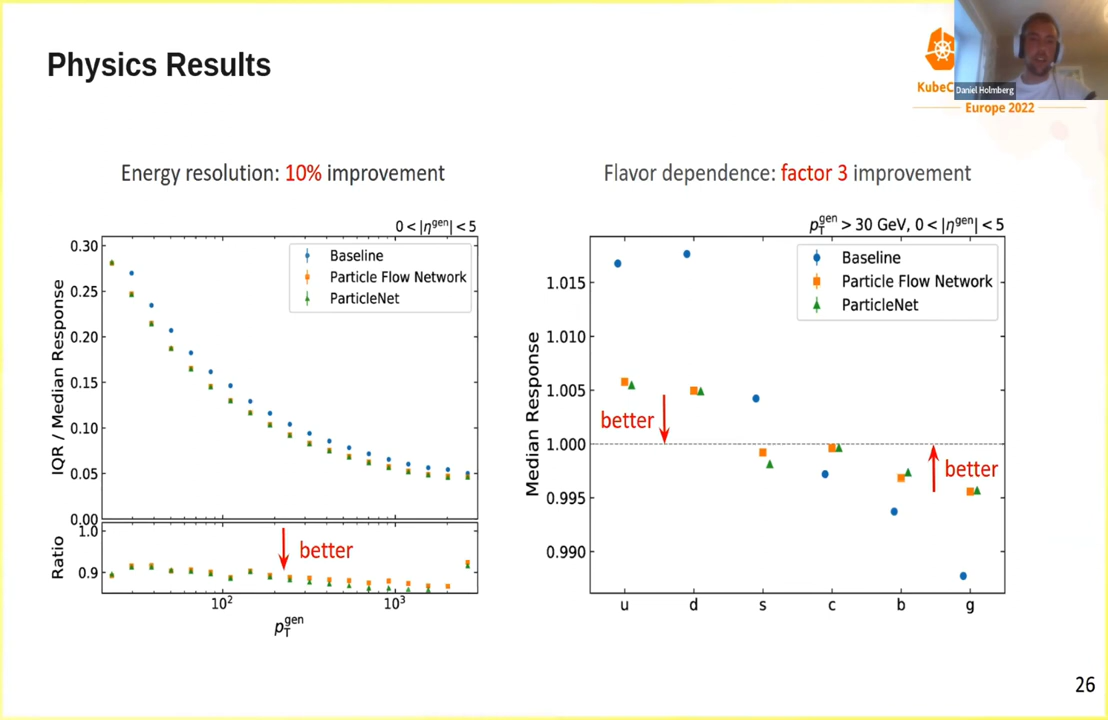 Physics Results
KubeC
Daniel Holmberg
Europe 2022
Energy resolution: 10% improvement
0 < |η^gen| < 5
Baseline
Particle Flow Network
ParticleNet
IQR / Median Response
0.30
0.25
0.20
0.15
0.10
0.05
0.00
Ratio
1.0
0.9
better
10²
10³
p_T^gen
Flavor dependence: factor 3 improvement
p_T^gen > 30 GeV, 0 < |η^gen| < 5
Baseline
Particle Flow Network
ParticleNet
Median Response
1.015
1.010
1.005
1.000
0.995
0.990
better
better
u d s c b g
26